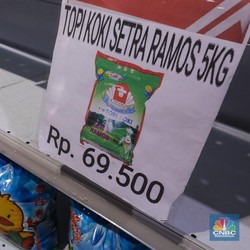 TOPI KOKI SETRA RAMOS 5KG
Rp. 69.500
CNBC